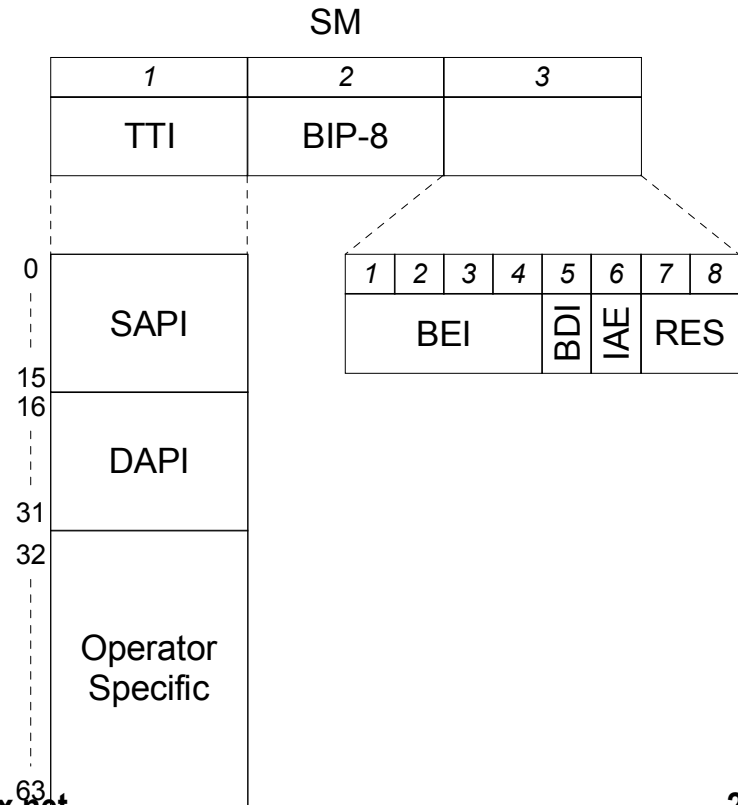 SM
1 2 3
TTI BIP-8
0
1 2 3 4 5 6 7 8
SAPI
BEI BDI IAE RES
15
16
DAPI
31
32
Operator
Specific
63